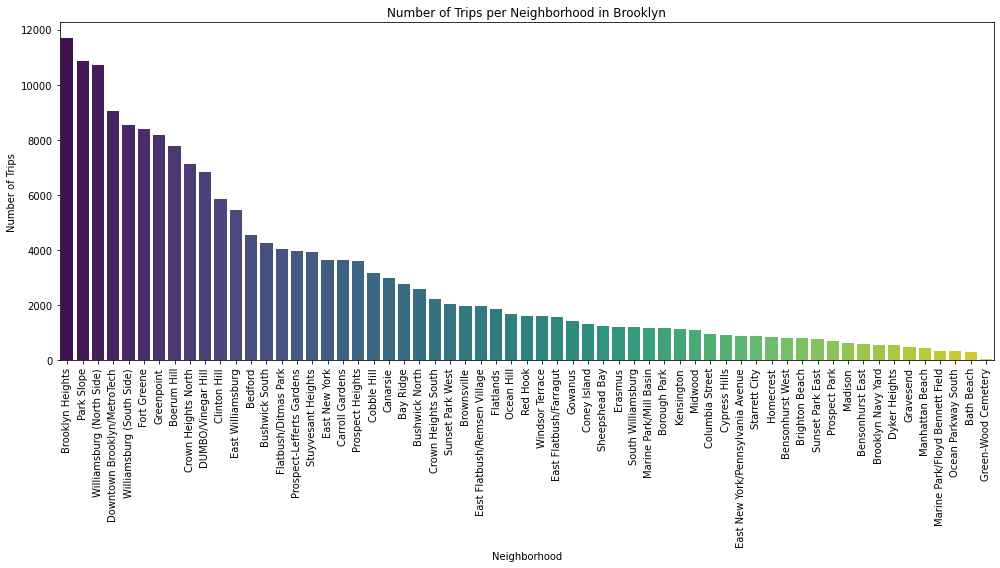 Number of Trips per Neighborhood in Brooklyn
Number of Trips
12000
10000
8000
6000
4000
2000
0
Brooklyn Heights
Park Slope
Williamsburg (North Side)
Downtown Brooklyn/MetroTech
Williamsburg (South Side)
Fort Greene
Greenpoint
Boerum Hill
Crown Heights North
DUMBO/Vinegar Hill
Clinton Hill
East Williamsburg
Bedford
Bushwick South
Flatbush/Ditmas Park
Prospect-Lefferts Gardens
Stuyvesant Heights
East New York
Carroll Gardens
Prospect Heights
Cobble Hill
Canarsie
Bay Ridge
Bushwick North
Crown Heights South
Sunset Park West
Brownsville
East Flatbush/Remsen Village
Flatlands
Ocean Hill
Red Hook
Windsor Terrace
East Flatbush/Farragut
Gowanus
Coney Island
Sheepshead Bay
Erasmus
South Williamsburg
Marine Park/Mill Basin
Borough Park
Kensington
Midwood
Columbia Street
Cypress Hills
East New York/Pennsylvania Avenue
Starrett City
Homecrest
Bensonhurst West
Brighton Beach
Sunset Park East
Prospect Park
Madison
Bensonhurst East
Brooklyn Navy Yard
Dyker Heights
Gravesend
Manhattan Beach
Marine Park/Floyd Bennett Field
Ocean Parkway South
Bath Beach
Green-Wood Cemetery
Neighborhood